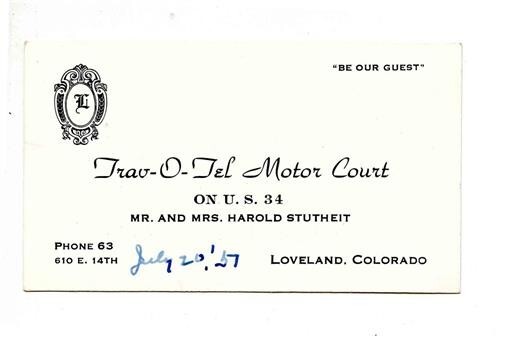 "BE OUR GUEST"
L
Trav-O-Tel Motor Court
ON U. S. 34
MR. AND MRS. HAROLD STUTHEIT
PHONE 63
610 E. 14TH
July 20, '51
LOVELAND, COLORADO